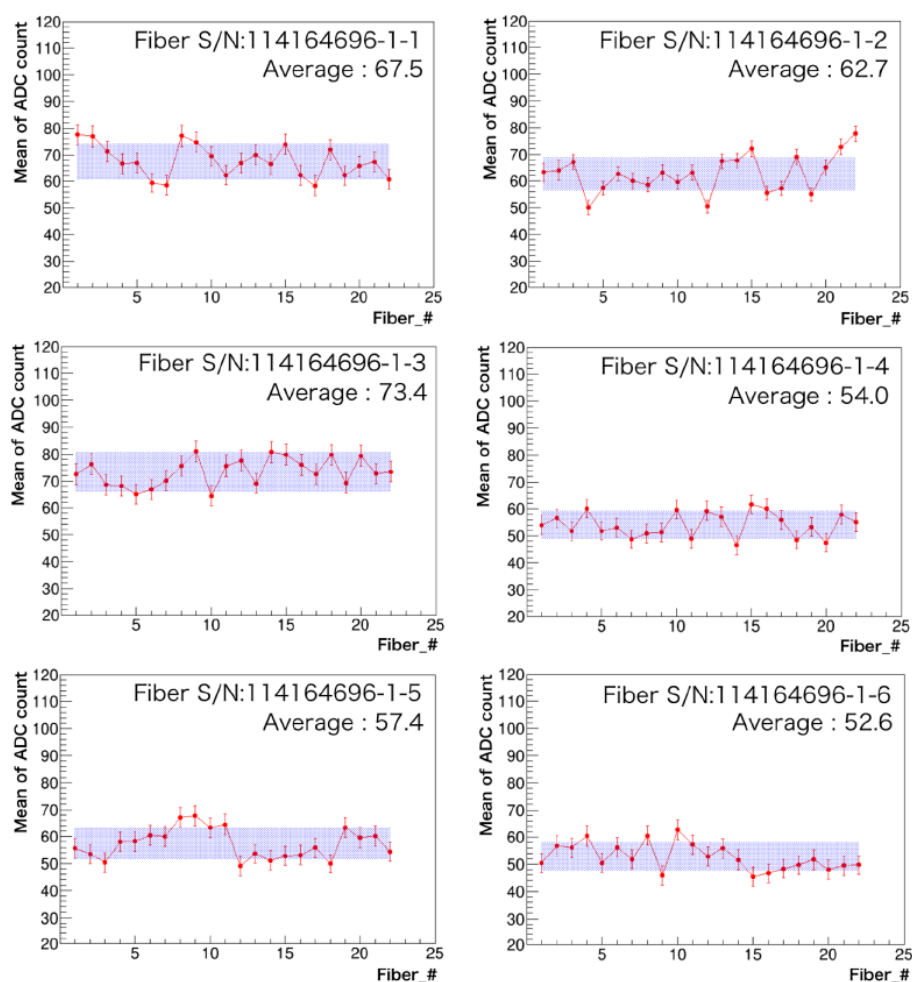 Fiber S/N:114164696-1-1
Average : 67.5
Mean of ADC count
120
110
100
90
80
70
60
50
40
30
20
5 10 15 20 25
Fiber_#
Fiber S/N:114164696-1-2
Average : 62.7
Mean of ADC count
120
110
100
90
80
70
60
50
40
30
20
5 10 15 20 25
Fiber_#
Fiber S/N:114164696-1-3
Average : 73.4
Mean of ADC count
120
110
100
90
80
70
60
50
40
30
20
5 10 15 20 25
Fiber_#
Fiber S/N:114164696-1-4
Average : 54.0
Mean of ADC count
120
110
100
90
80
70
60
50
40
30
20
5 10 15 20 25
Fiber_#
Fiber S/N:114164696-1-5
Average : 57.4
Mean of ADC count
120
110
100
90
80
70
60
50
40
30
20
5 10 15 20 25
Fiber_#
Fiber S/N:114164696-1-6
Average : 52.6
Mean of ADC count
120
110
100
90
80
70
60
50
40
30
20
5 10 15 20 25
Fiber_#